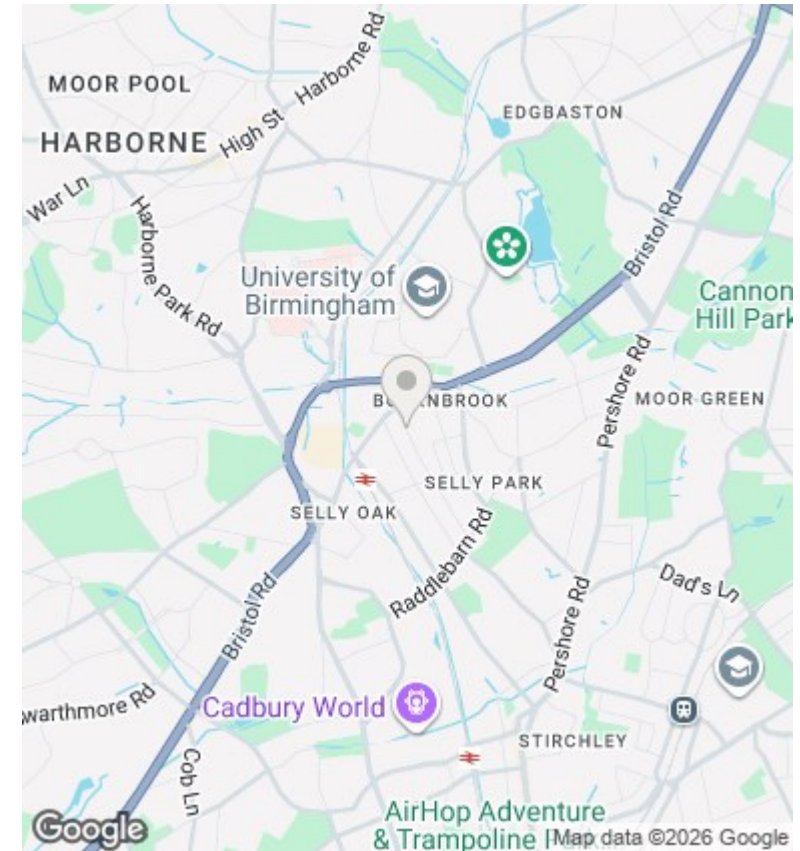 MOOR POOL
Harborne Rd
EDGBASTON
HARBORNE
High St
War Ln
Harborne Park Rd
Bristol Rd
University of
Birmingham
Cannon
Hill Park
Pershore Rd
MOOR GREEN
SELLY PARK
SELLY OAK
Raddlebarn Rd
Dad's Ln
Bristol Rd
Pershore Rd
warthmore Rd
Cadbury World
Cob Ln
STIRCHLEY
AirHop Adventure
& Trampoline
Google
Map data ©2026 Google